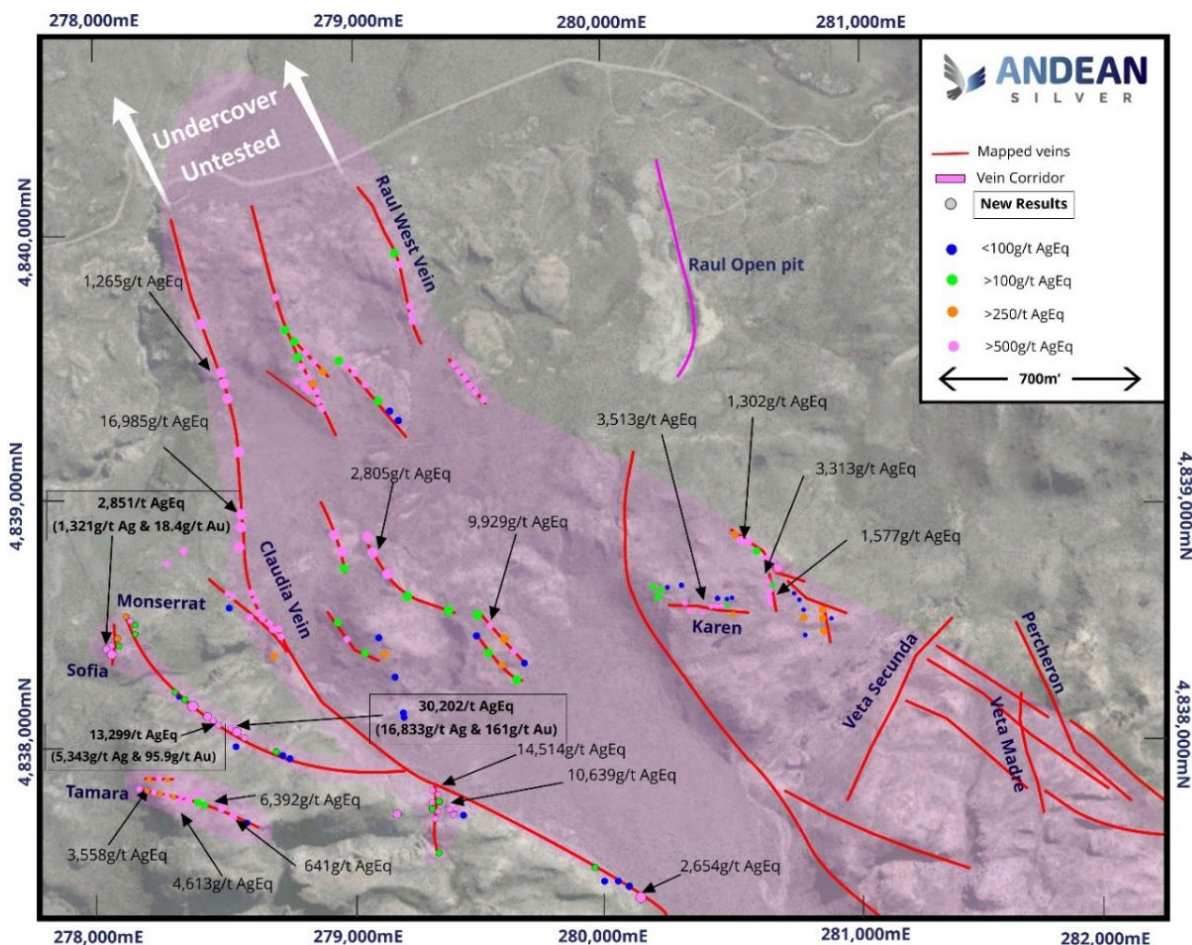 278,000mE
279,000mE
280,000mE
281,000mE
ANDEAN
SILVER
Mapped veins
Vein Corridor
New Results
<100g/t AgEq
>100g/t AgEq
>250/t AgEq
>500g/t AgEq
700m'
Undercover
Untested
Raul West Vein
Raul Open pit
4,840,000mN
1,265g/t AgEq
16,985g/t AgEq
2,805g/t AgEq
9,929g/t AgEq
3,513g/t AgEq
1,302g/t AgEq
3,313g/t AgEq
1,577g/t AgEq
4,839,000mN
4,839,000mN
2,851/t AgEq
(1,321g/t Ag & 18.4g/t Au)
Claudia Vein
Monserrat
Sofia
Karen
Veta Secunda
Veta Madre
Percheron
30,202/t AgEq
(16,833g/t Ag & 161g/t Au)
13,299/t AgEq
(5,343g/t Ag & 95.9g/t Au)
4,838,000mN
4,838,000mN
14,514g/t AgEq
10,639g/t AgEq
Tamara
6,392g/t AgEq
3,558g/t AgEq
641g/t AgEq
4,613g/t AgEq
2,654g/t AgEq
278,000mE
279,000mE
280,000mE
281,000mE
282,000mE